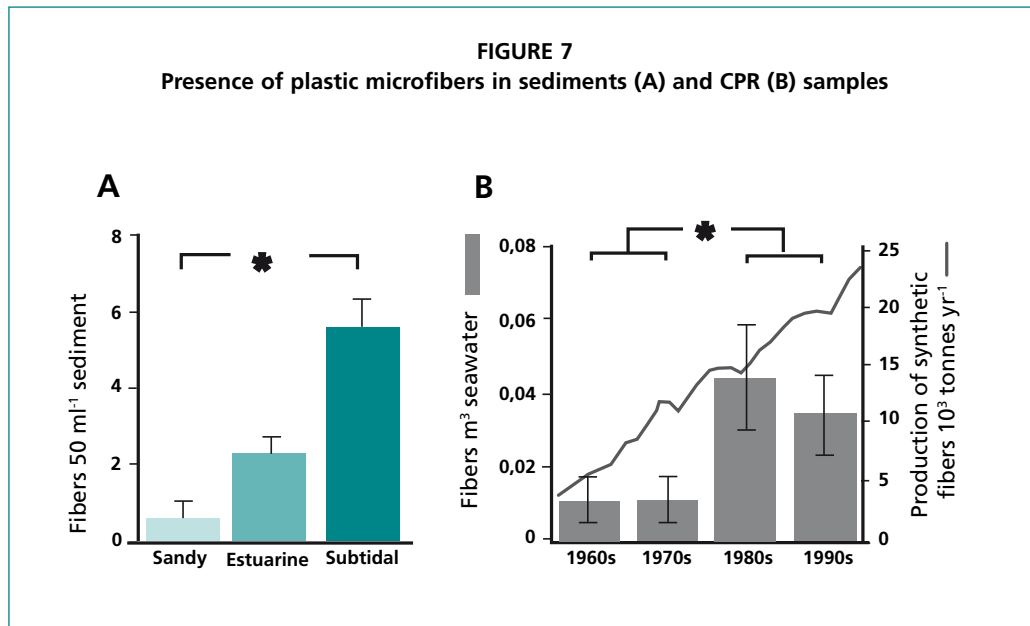 FIGURE 7
Presence of plastic microfibers in sediments (A) and CPR (B) samples
A
Fibers 50 ml⁻¹ sediment
8
6
4
2
0
Sandy Estuarine Subtidal
*
B
Fibers m³ seawater
0,08
0,06
0,04
0,02
0
1960s 1970s 1980s 1990s
*
25
20
15
10
5
0
Production of synthetic
fibers 10³ tonnes yr⁻¹